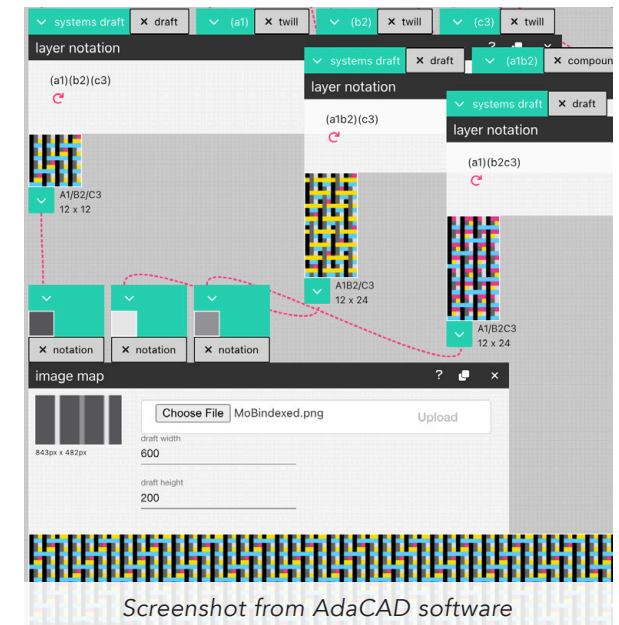 systems draft × draft (a1) × twill (b2) × twill (c3) × twill
layer notation ? ×
(a1)(b2)(c3)
A1/B2/C3
12 x 12
systems draft × draft (a1b2) × compoun
layer notation
(a1b2)(c3)
A1B2/C3
12 x 24
systems draft × draft
layer notation
(a1)(b2c3)
A1/B2C3
12 x 24
× notation × notation × notation
image map ? ×
843px x 482px
Choose File MoBindexed.png Upload
draft width
600
draft height
200
Screenshot from AdaCAD software